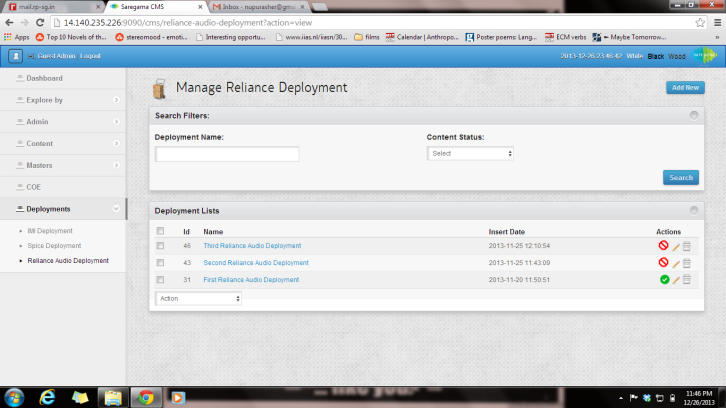 mail.rp-sg.in
Saregama CMS
Inbox - nupurasher@gm
14.140.235.226:9090/cms/reliance-audio-deployment?action=view
Apps
Top 10 Novels of th...
stereomood - emoti...
Interesting opportu...
www.iias.nl/iiasn/30...
films
Calendar | Anthropo...
Poster poems: Lang...
ECM verbs
Maybe Tomorrow...
Hi, Guest Admin Logout
2013-12-26,23:46:42 White Black Wood
Dashboard
Explore by
Admin
Content
Masters
COE
Deployments
IMI Deployment
Spice Deployment
Reliance Audio Deployment
Manage Reliance Deployment
Add New
Search Filters:
Deployment Name:
Content Status:
Select
Search
Deployment Lists
Id Name Insert Date Actions
46 Third Reliance Audio Deployment 2013-11-25 12:10:54
43 Second Reliance Audio Deployment 2013-11-25 11:43:09
31 First Reliance Audio Deployment 2013-11-20 11:50:51
Action
11:46 PM
12/26/2013